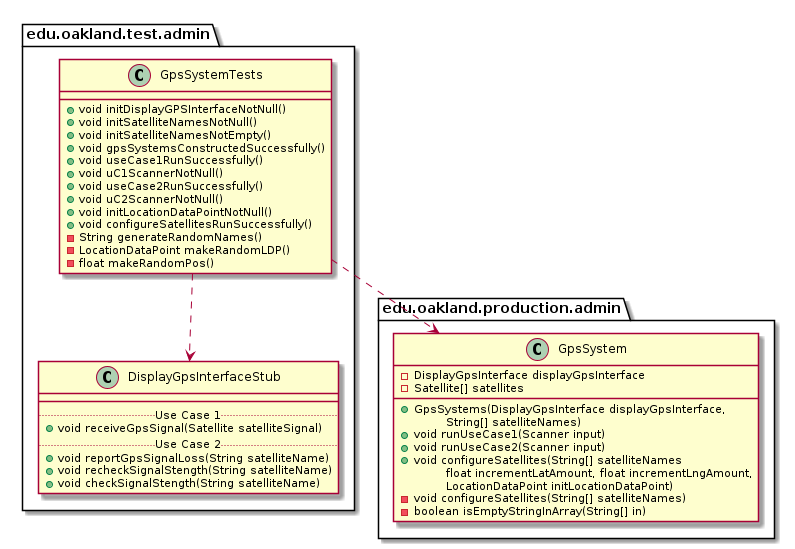 edu.oakland.test.admin
C GpsSystemTests
void initDisplayGPSInterfaceNotNull()
void initSatelliteNamesNotNull()
void initSatelliteNamesNotEmpty()
void gpsSystemsConstructedSuccessfully()
void useCase1RunSuccessfully()
void uC1ScannerNotNull()
void useCase2RunSuccessfully()
void uC2ScannerNotNull()
void initLocationDataPointNotNull()
void configureSatellitesRunSuccessfully()
String generateRandomNames()
LocationDataPoint makeRandomLDP()
float makeRandomPos()
C DisplayGpsInterfaceStub
Use Case 1
void receiveGpsSignal(Satellite satelliteSignal)
Use Case 2
void reportGpsSignalLoss(String satelliteName)
void recheckSignalStength(String satelliteName)
void checkSignalStength(String satelliteName)
edu.oakland.production.admin
C GpsSystem
DisplayGpsInterface displayGpsInterface
Satellite[] satellites
GpsSystems(DisplayGpsInterface displayGpsInterface,
String[] satelliteNames)
void runUseCase1(Scanner input)
void runUseCase2(Scanner input)
void configureSatellites(String[] satelliteNames
float incrementLatAmount, float incrementLngAmount,
LocationDataPoint initLocationDataPoint)
void configureSatellites(String[] satelliteNames)
boolean isEmptyStringInArray(String[] in)